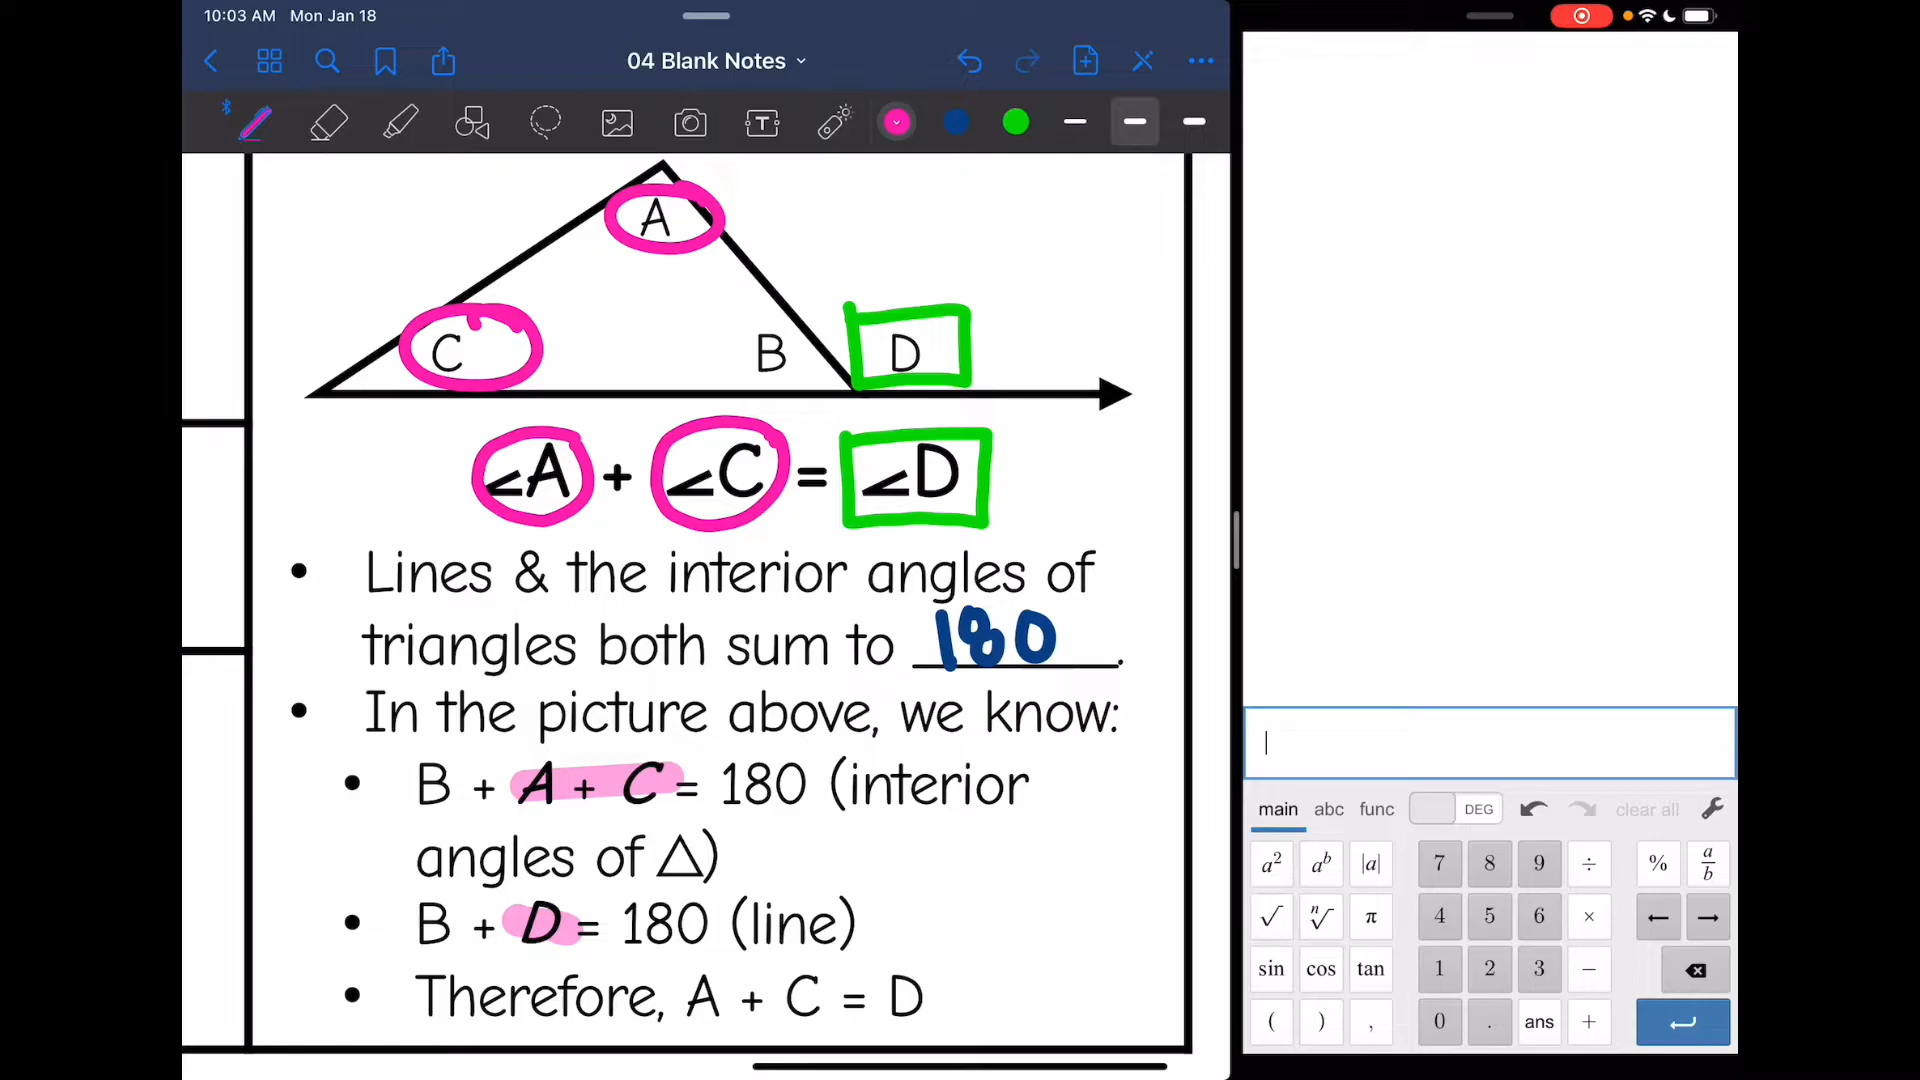 10:03 AM Mon Jan 18
04 Blank Notes
T
A
C
B
D
∠A + ∠C = ∠D
• Lines & the interior angles of
triangles both sum to 180.
• In the picture above, we know:
• B + A + C = 180 (interior
angles of △)
• B + D = 180 (line)
• Therefore, A + C = D
main abc func DEG clear all
a² aᵇ |a| 7 8 9 ÷ % a/b
√ ⁿ√ π 4 5 6 × ← →
sin cos tan 1 2 3 −
( ) , 0 . ans +